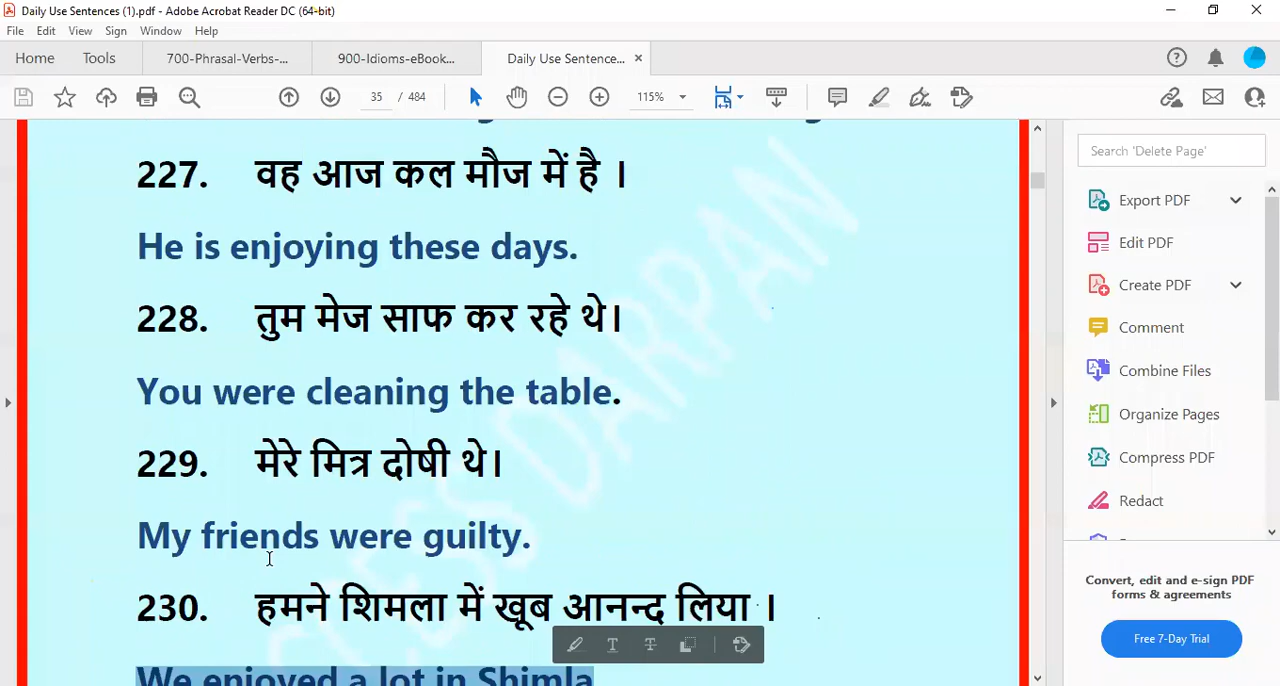 Daily Use Sentences (1).pdf - Adobe Acrobat Reader DC (64-bit)
File Edit View Sign Window Help
Home Tools 700-Phrasal-Verbs-... 900-Idioms-eBook... Daily Use Sentence... ×
35 / 484 115%
Search 'Delete Page'
227. वह आज कल मौज में है ।
He is enjoying these days.
228. तुम मेज साफ कर रहे थे।
You were cleaning the table.
229. मेरे मित्र दोषी थे।
My friends were guilty.
230. हमने शिमला में खूब आनन्द लिया ।
We enjoyed a lot in Shimla
CESS DARPAN
Export PDF
Edit PDF
Create PDF
Comment
Combine Files
Organize Pages
Compress PDF
Redact
Convert, edit and e-sign PDF
forms & agreements
Free 7-Day Trial